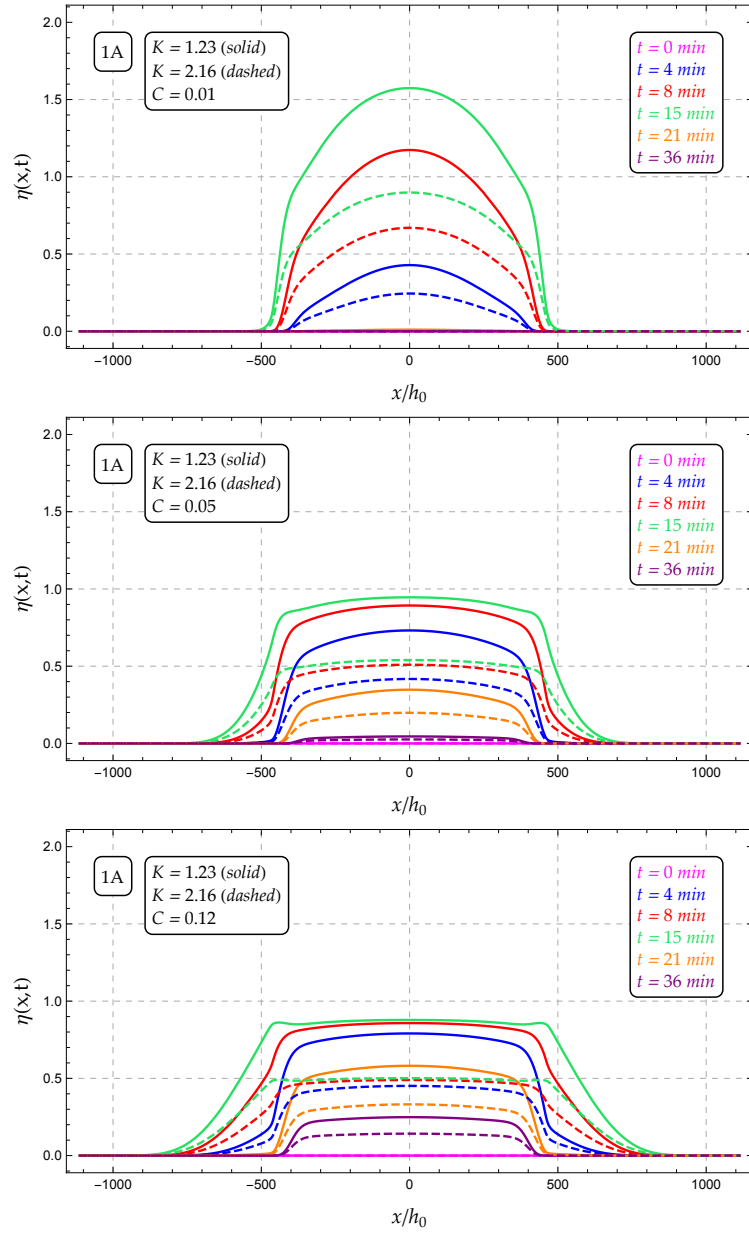 2.0
1.5
1.0
0.5
0.0
η(x,t)
1A
K = 1.23 (solid)
K = 2.16 (dashed)
C = 0.01
t = 0 min
t = 4 min
t = 8 min
t = 15 min
t = 21 min
t = 36 min
−1000 −500 0 500 1000
x/h₀
2.0
1.5
1.0
0.5
0.0
η(x,t)
1A
K = 1.23 (solid)
K = 2.16 (dashed)
C = 0.05
t = 0 min
t = 4 min
t = 8 min
t = 15 min
t = 21 min
t = 36 min
−1000 −500 0 500 1000
x/h₀
2.0
1.5
1.0
0.5
0.0
η(x,t)
1A
K = 1.23 (solid)
K = 2.16 (dashed)
C = 0.12
t = 0 min
t = 4 min
t = 8 min
t = 15 min
t = 21 min
t = 36 min
−1000 −500 0 500 1000
x/h₀